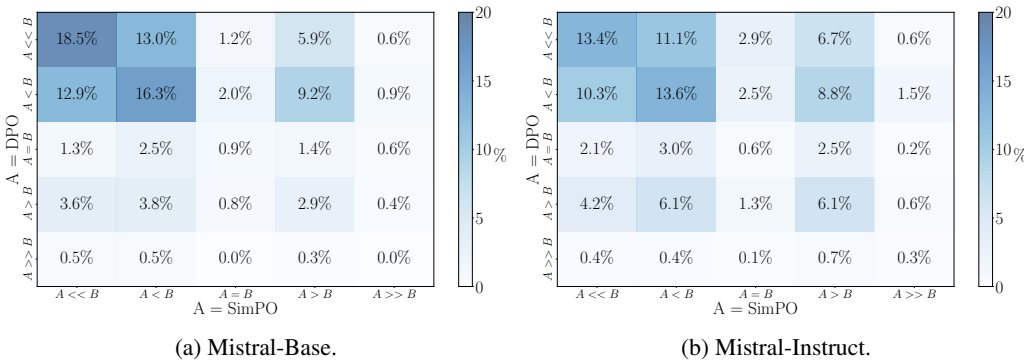 A << B 18.5% 13.0% 1.2% 5.9% 0.6%
A < B 12.9% 16.3% 2.0% 9.2% 0.9%
A = B 1.3% 2.5% 0.9% 1.4% 0.6%
A > B 3.6% 3.8% 0.8% 2.9% 0.4%
A >> B 0.5% 0.5% 0.0% 0.3% 0.0%
A << B A < B A = B A > B A >> B
A = SimPO
A = DPO
20
15
10
5
0
%
(a) Mistral-Base.
A << B 13.4% 11.1% 2.9% 6.7% 0.6%
A < B 10.3% 13.6% 2.5% 8.8% 1.5%
A = B 2.1% 3.0% 0.6% 2.5% 0.2%
A > B 4.2% 6.1% 1.3% 6.1% 0.6%
A >> B 0.4% 0.4% 0.1% 0.7% 0.3%
A << B A < B A = B A > B A >> B
A = SimPO
A = DPO
20
15
10
5
0
%
(b) Mistral-Instruct.